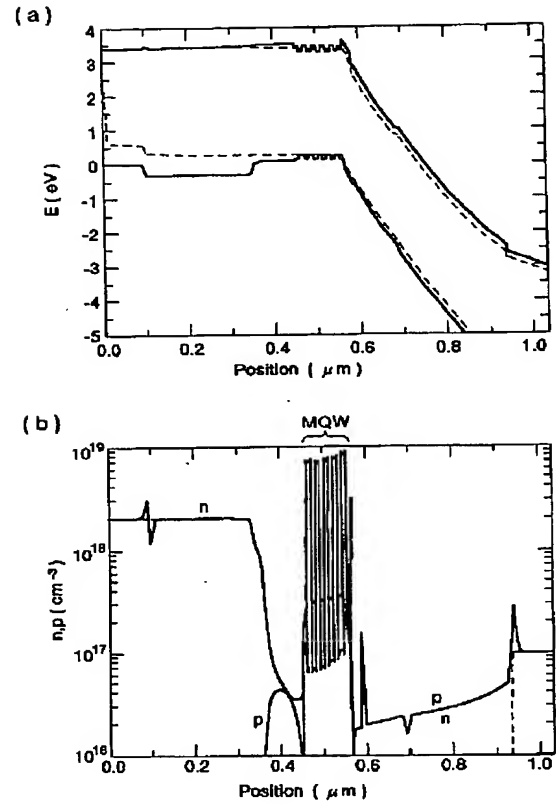 (a)
4
3
2
1
0
-1
-2
-3
-4
-5
E (eV)
0.0 0.2 0.4 0.6 0.8 1.0
Position ( μm)
(b)
MQW
10^19
10^18
10^17
10^16
n,p (cm^-3)
n
p
p
n
0.0 0.2 0.4 0.6 0.8 1.0
Position ( μm)